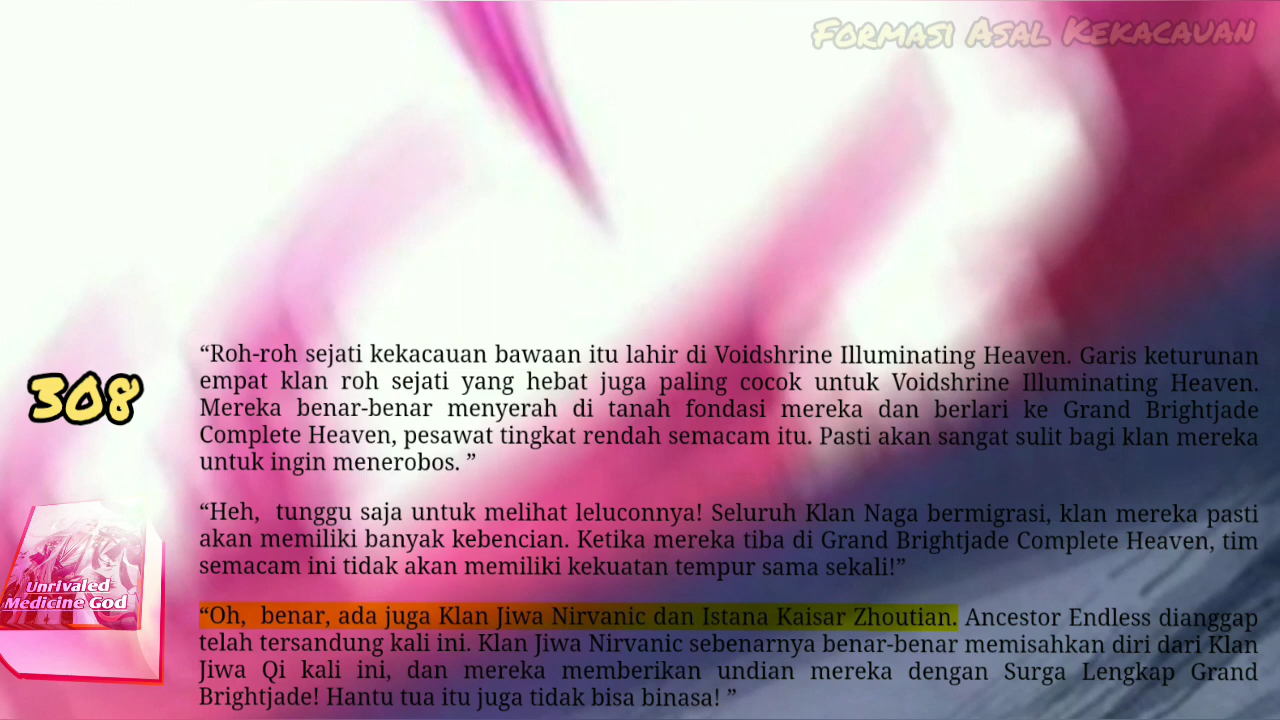 Formasi Asal Kekacauan
“Roh-roh sejati kekacauan bawaan itu lahir di Voidshrine Illuminating Heaven. Garis keturunan
empat klan roh sejati yang hebat juga paling cocok untuk Voidshrine Illuminating Heaven.
Mereka benar-benar menyerah di tanah fondasi mereka dan berlari ke Grand Brightjade
Complete Heaven, pesawat tingkat rendah semacam itu. Pasti akan sangat sulit bagi klan mereka
untuk ingin menerobos. ”
308
“Heh,  tunggu saja untuk melihat leluconnya! Seluruh Klan Naga bermigrasi, klan mereka pasti
akan memiliki banyak kebencian. Ketika mereka tiba di Grand Brightjade Complete Heaven, tim
semacam ini tidak akan memiliki kekuatan tempur sama sekali!”
“Oh,  benar, ada juga Klan Jiwa Nirvanic dan Istana Kaisar Zhoutian. Ancestor Endless dianggap
telah tersandung kali ini. Klan Jiwa Nirvanic sebenarnya benar-benar memisahkan diri dari Klan
Jiwa Qi kali ini, dan mereka memberikan undian mereka dengan Surga Lengkap Grand
Brightjade! Hantu tua itu juga tidak bisa binasa! ”
Unrivaled
Medicine God